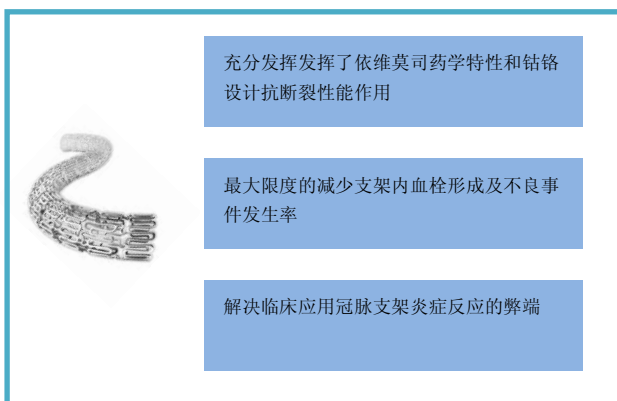 充分发挥发挥了依维莫司药学特性和钴铬
设计抗断裂性能作用
最大限度的减少支架内血栓形成及不良事
件发生率
解决临床应用冠脉支架炎症反应的弊端